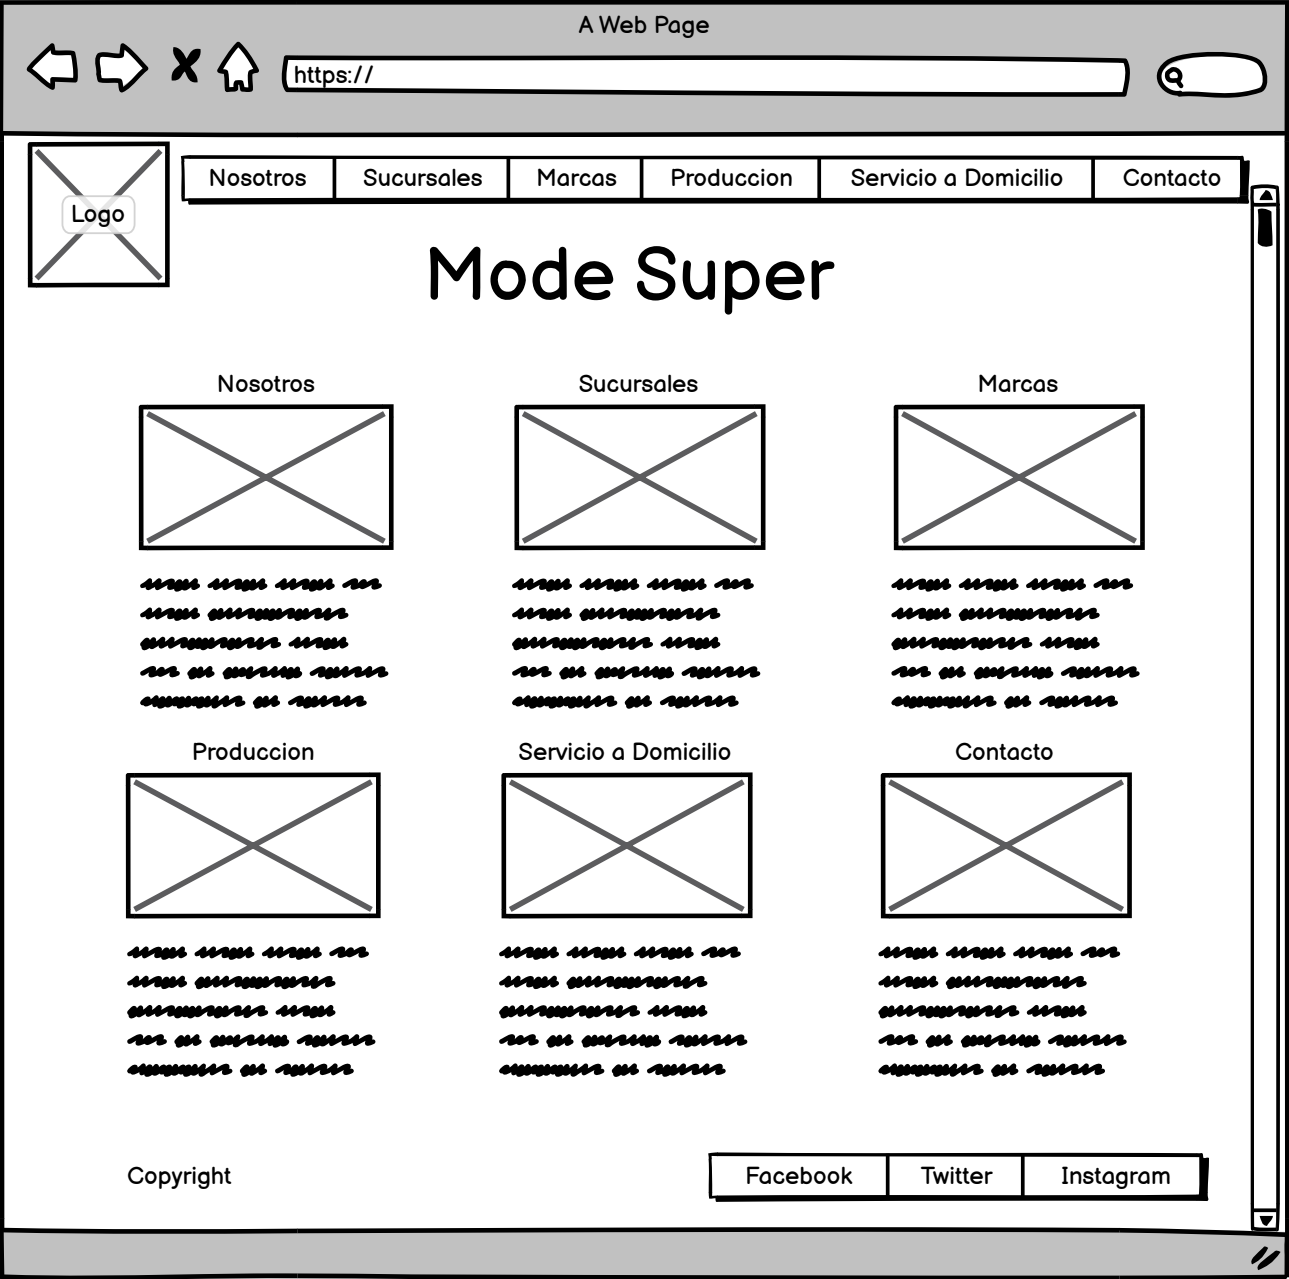 A Web Page
https://
Logo
Nosotros Sucursales Marcas Produccion Servicio a Domicilio Contacto
Mode Super
Nosotros Sucursales Marcas
Produccion Servicio a Domicilio Contacto
Copyright Facebook Twitter Instagram